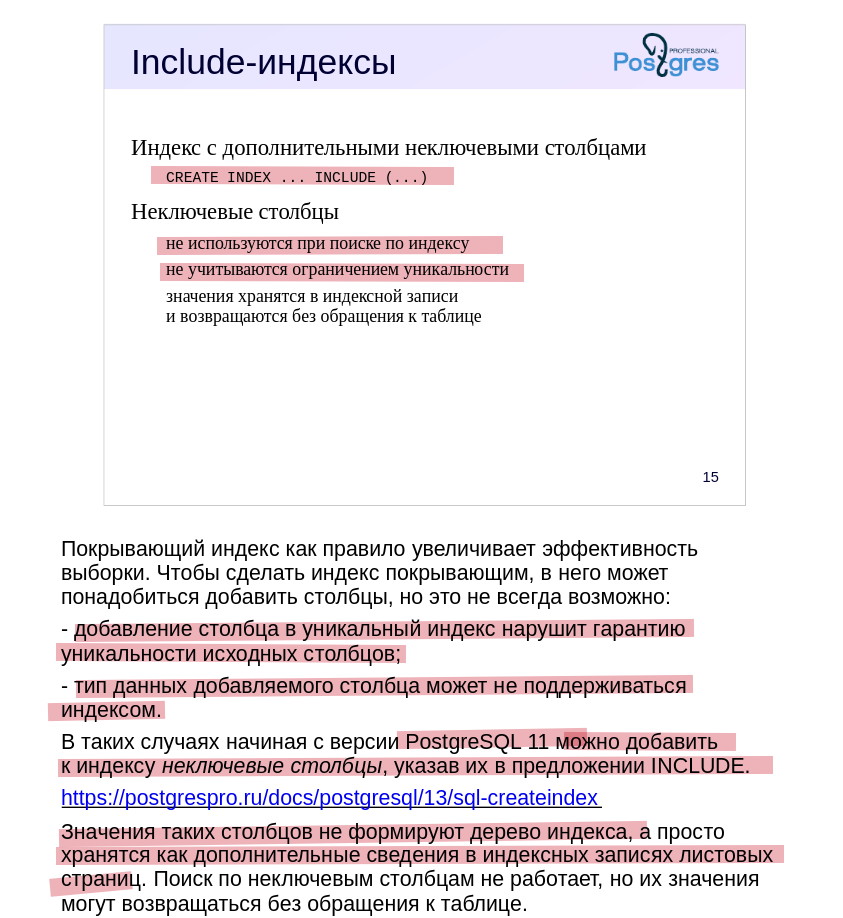 Include-индексы
PROFESSIONAL
Postgres
Индекс с дополнительными неключевыми столбцами
CREATE INDEX ... INCLUDE (...)
Неключевые столбцы
не используются при поиске по индексу
не учитываются ограничением уникальности
значения хранятся в индексной записи
и возвращаются без обращения к таблице
15
Покрывающий индекс как правило увеличивает эффективность
выборки. Чтобы сделать индекс покрывающим, в него может
понадобиться добавить столбцы, но это не всегда возможно:
- добавление столбца в уникальный индекс нарушит гарантию
уникальности исходных столбцов;
- тип данных добавляемого столбца может не поддерживаться
индексом.
В таких случаях начиная с версии PostgreSQL 11 можно добавить
к индексу неключевые столбцы, указав их в предложении INCLUDE.
https://postgrespro.ru/docs/postgresql/13/sql-createindex
Значения таких столбцов не формируют дерево индекса, а просто
хранятся как дополнительные сведения в индексных записях листовых
страниц. Поиск по неключевым столбцам не работает, но их значения
могут возвращаться без обращения к таблице.